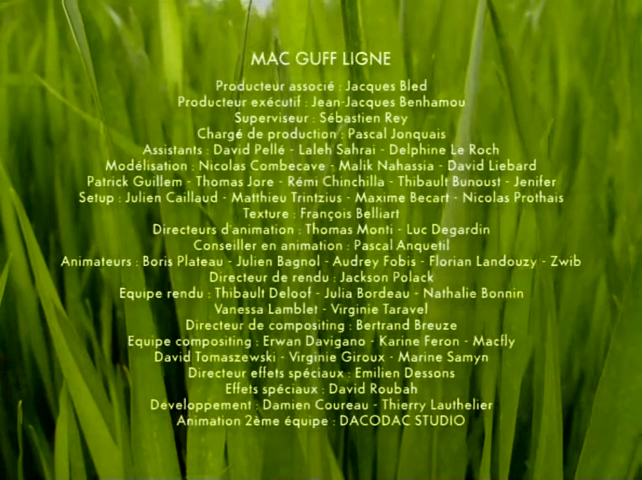 MAC GUFF LIGNE
Producteur associé : Jacques Bled
Producteur exécutif : Jean-Jacques Benhamou
Superviseur : Sébastien Rey
Chargé de production : Pascal Jonquais
Assistants : David Pellé - Laleh Sahrai - Delphine Le Roch
Modélisation : Nicolas Combecave - Malik Nahassia - David Liebard
Patrick Guillem - Thomas Jore - Rémi Chinchilla - Thibault Bunoust - Jenifer
Setup : Julien Caillaud - Matthieu Trintzius - Maxime Becart - Nicolas Prothais
Texture : François Belliart
Directeurs d'animation : Thomas Monti - Luc Degardin
Conseiller en animation : Pascal Anquetil
Animateurs : Boris Plateau - Julien Bagnol - Audrey Fobis - Florian Landouzy - Zwib
Directeur de rendu : Jackson Polack
Equipe rendu : Thibault Deloof - Julia Bordeau - Nathalie Bonnin
Vanessa Lamblet - Virginie Taravel
Directeur de compositing : Bertrand Breuze
Equipe compositing : Erwan Davigano - Karine Feron - Macfly
David Tomaszewski - Virginie Giroux - Marine Samyn
Directeur effets spéciaux : Emilien Dessons
Effets spéciaux : David Roubah
Développement : Damien Coureau - Thierry Lauthelier
Animation 2ème équipe : DACODAC STUDIO